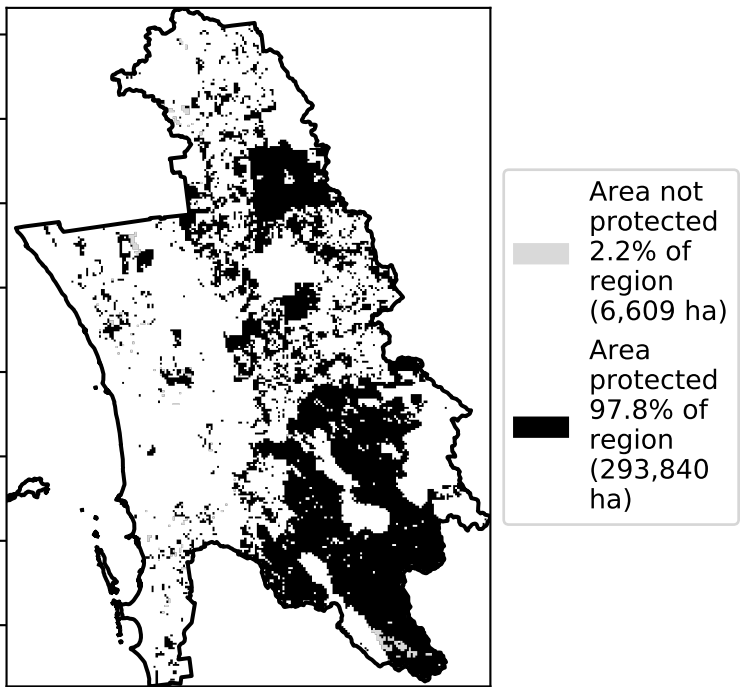 Area not
protected
2.2% of
region
(6,609 ha)
Area
protected
97.8% of
region
(293,840
ha)